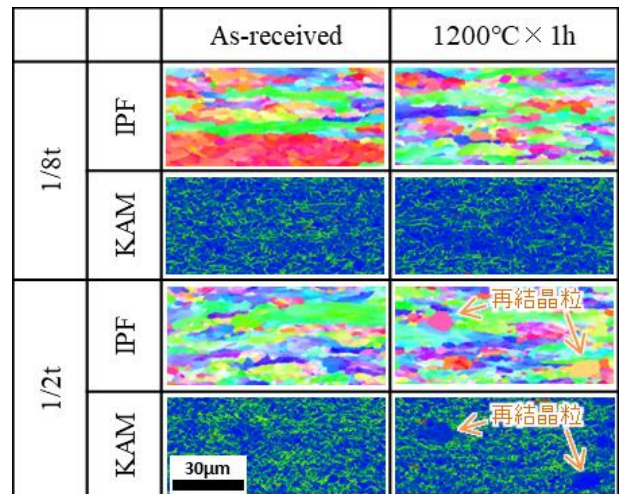 As-received
1200℃×1h
1/8t
IPF
KAM
1/2t
IPF
再結晶粒
KAM
再結晶粒
30μm